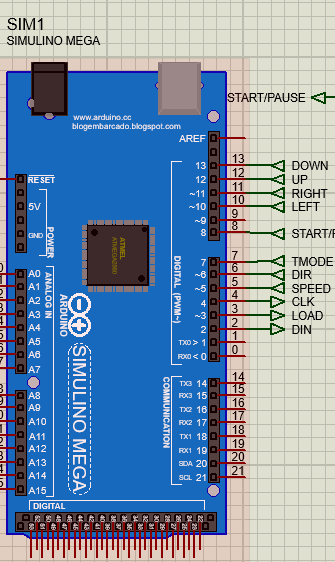 SIM1
SIMULINO MEGA
www.arduino.cc
blogembarcado.blogspot.com
START/PAUSE
AREF
RESET
5V
GND
POWER
13 13 DOWN
12 12 UP
~11 11 RIGHT
~10 10 LEFT
~9 9
8 8 START/
ATMEL
DIGITAL (PWM~)
7 7 TMODE
~6 6 DIR
~5 5 SPEED
4 4 CLK
~3 3 LOAD
2 2 DIN
TX0 > 1 1
RX0 < 0 0
ANALOG IN
A0
A1
A2
A3
A4
A5
A6
A7
A8
A9
A10
A11
A12
A13
A14
A15
ARDUINO
SIMULINO MEGA
COMMUNICATION
TX3 14 14
RX3 15 15
TX2 16 16
RX2 17 17
TX1 18 18
RX1 19 19
SDA 20 20
SCL 21 21
DIGITAL